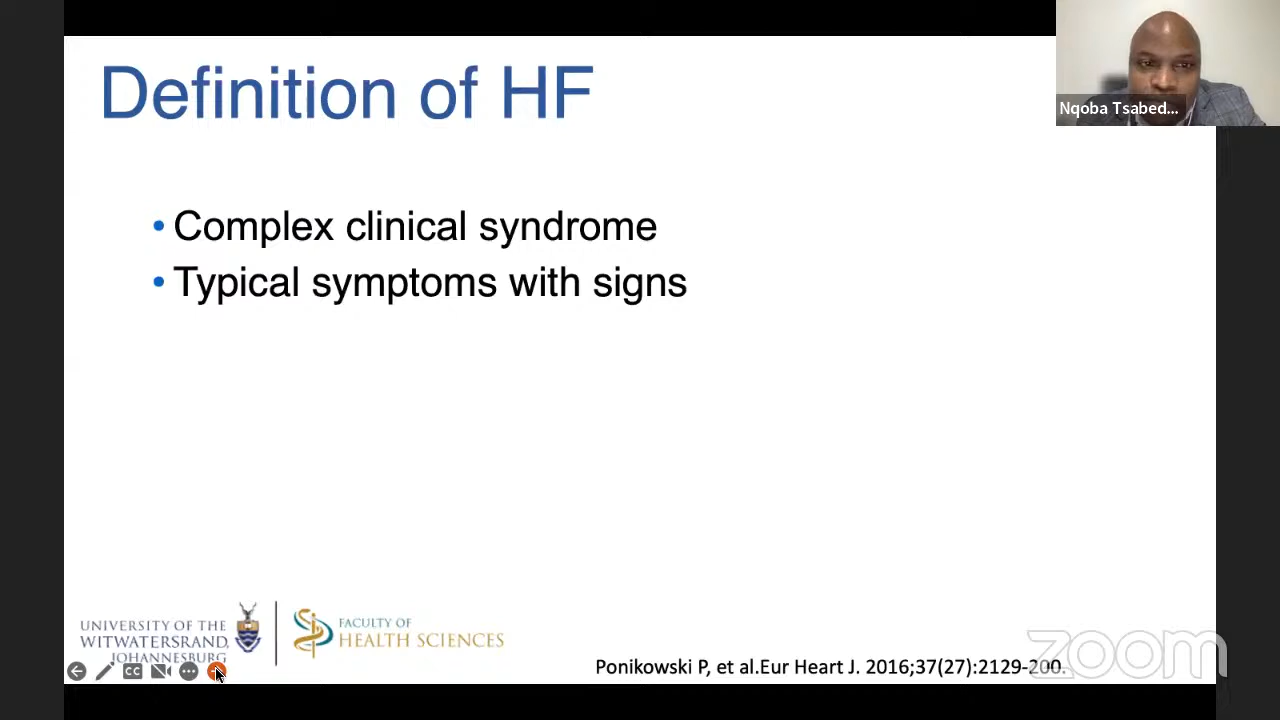 Definition of HF
Nqoba Tsabed...
• Complex clinical syndrome
• Typical symptoms with signs
UNIVERSITY OF THE
WITWATERSRAND,
JOHANNESBURG
FACULTY OF
HEALTH SCIENCES
CC
Ponikowski P, et al.Eur Heart J. 2016;37(27):2129-200.
zoom